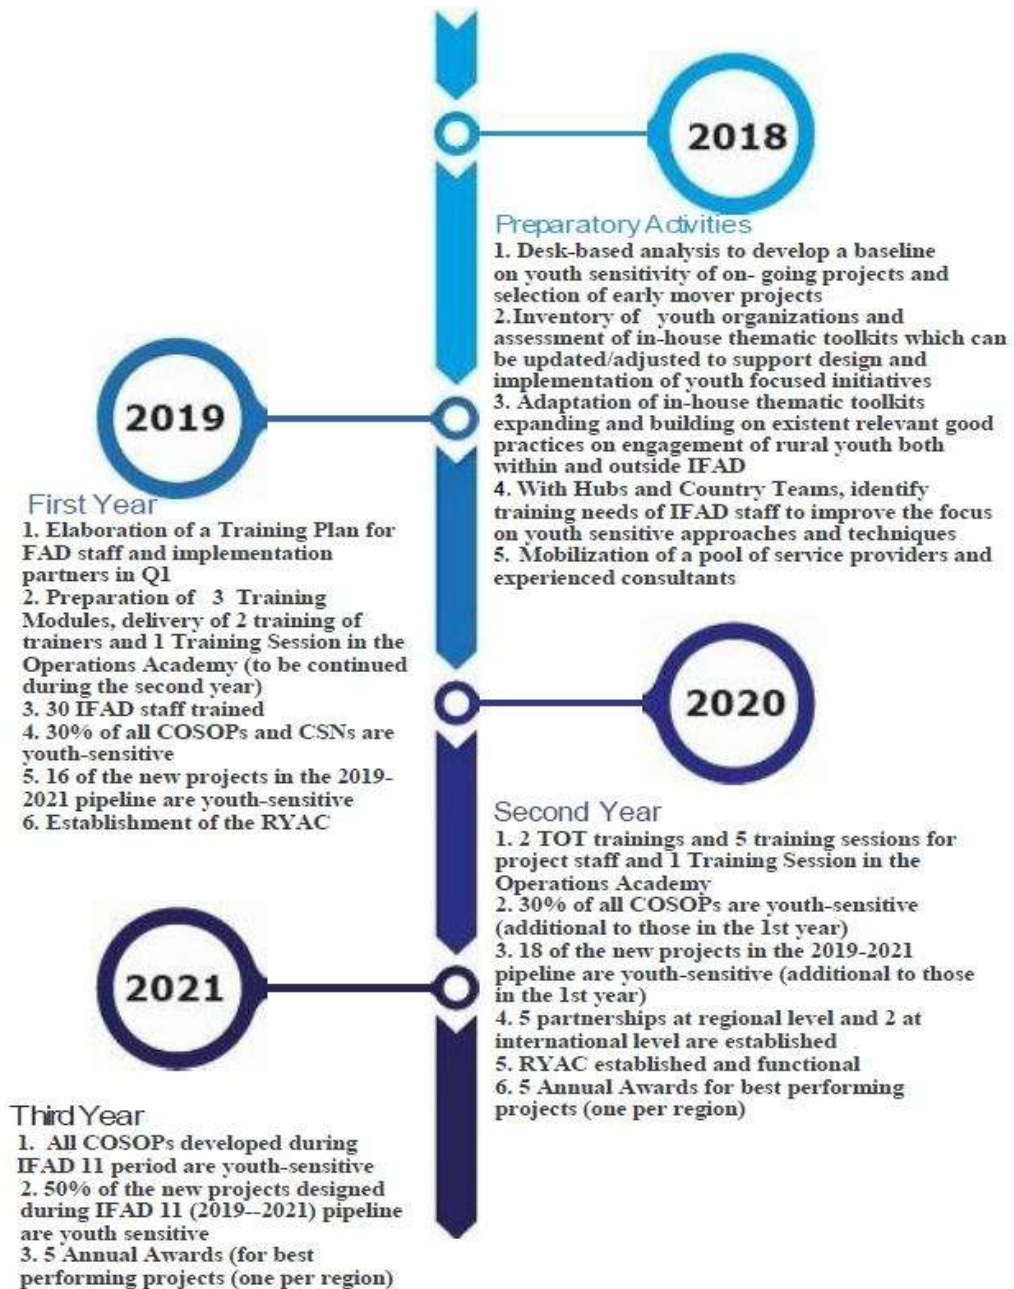 2018
Preparatory Activities
1. Desk-based analysis to develop a baseline
on youth sensitivity of on- going projects and
selection of early mover projects
2.Inventory of youth organizations and
assessment of in-house thematic toolkits which can
be updated/adjusted to support design and
implementation of youth focused initiatives
3. Adaptation of in-house thematic toolkits
expanding and building on existent relevant good
practices on engagement of rural youth both
within and outside IFAD
4. With Hubs and Country Teams, identify
training needs of IFAD staff to improve the focus
on youth sensitive approaches and techniques
5. Mobilization of a pool of service providers and
experienced consultants
2019
First Year
1. Elaboration of a Training Plan for
FAD staff and implementation
partners in Q1
2. Preparation of 3 Training
Modules, delivery of 2 training of
trainers and 1 Training Session in the
Operations Academy (to be continued
during the second year)
3. 30 IFAD staff trained
4. 30% of all COSOPs and CSNs are
youth-sensitive
5. 16 of the new projects in the 2019-
2021 pipeline are youth-sensitive
6. Establishment of the RYAC
2020
Second Year
1. 2 TOT trainings and 5 training sessions for
project staff and 1 Training Session in the
Operations Academy
2. 30% of all COSOPs are youth-sensitive
(additional to those in the 1st year)
3. 18 of the new projects in the 2019-2021
pipeline are youth-sensitive (additional to those
in the 1st year)
4. 5 partnerships at regional level and 2 at
international level are established
5. RYAC established and functional
6. 5 Annual Awards for best performing
projects (one per region)
2021
Third Year
1. All COSOPs developed during
IFAD 11 period are youth-sensitive
2. 50% of the new projects designed
during IFAD 11 (2019--2021) pipeline
are youth sensitive
3. 5 Annual Awards (for best
performing projects (one per region)